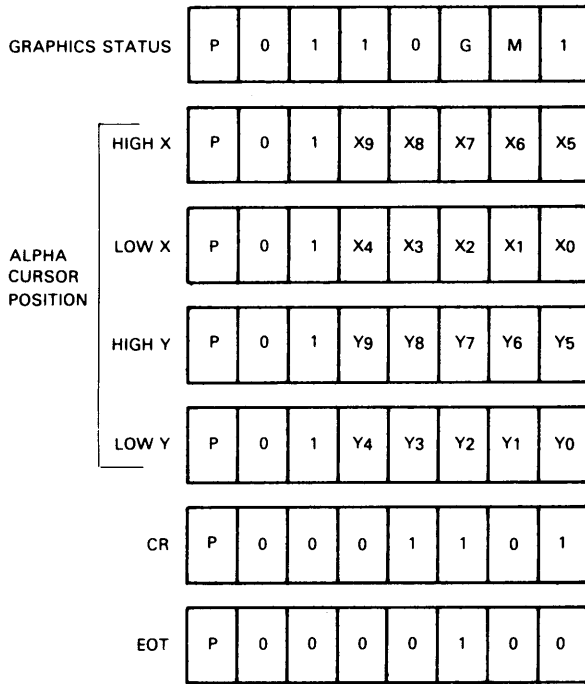 GRAPHICS STATUS P 0 1 1 0 G M 1
HIGH X P 0 1 X9 X8 X7 X6 X5
LOW X P 0 1 X4 X3 X2 X1 X0
ALPHA
CURSOR
POSITION
HIGH Y P 0 1 Y9 Y8 Y7 Y6 Y5
LOW Y P 0 1 Y4 Y3 Y2 Y1 Y0
CR P 0 0 0 1 1 0 1
EOT P 0 0 0 0 1 0 0